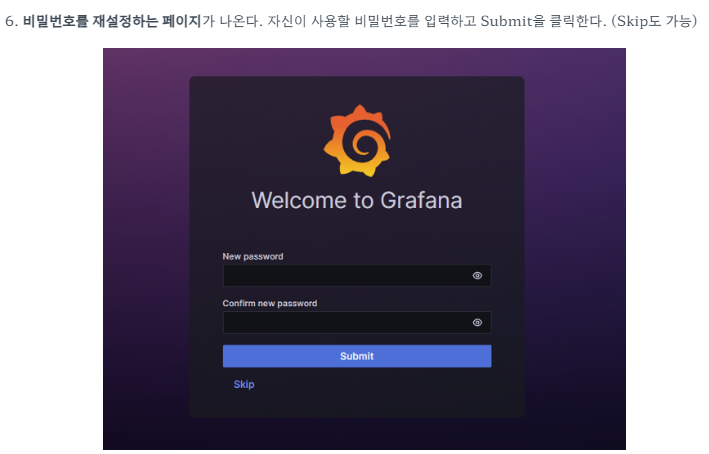 6. 비밀번호를 재설정하는 페이지가 나온다. 자신이 사용할 비밀번호를 입력하고 Submit을 클릭한다. (Skip도 가능)
Welcome to Grafana
New password
Confirm new password
Submit
Skip